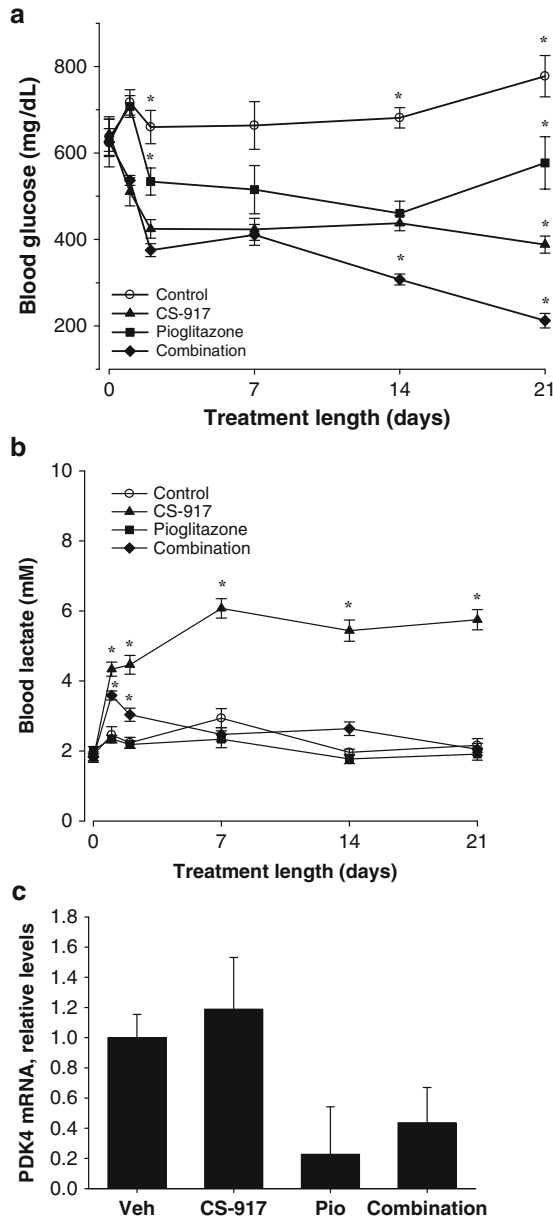 a
Blood glucose (mg/dL)
800
600
400
200
* * *
* *
* *
* *
Control
CS-917
Pioglitazone
Combination
0 7 14 21
Treatment length (days)
b
Blood lactate (mM)
10
8
6
4
2
0
Control
CS-917
Pioglitazone
Combination
* * *
* *
* *
0 7 14 21
Treatment length (days)
c
PDK4 mRNA, relative levels
1.8
1.6
1.4
1.2
1.0
0.8
0.6
0.4
0.2
0.0
Veh CS-917 Pio Combination